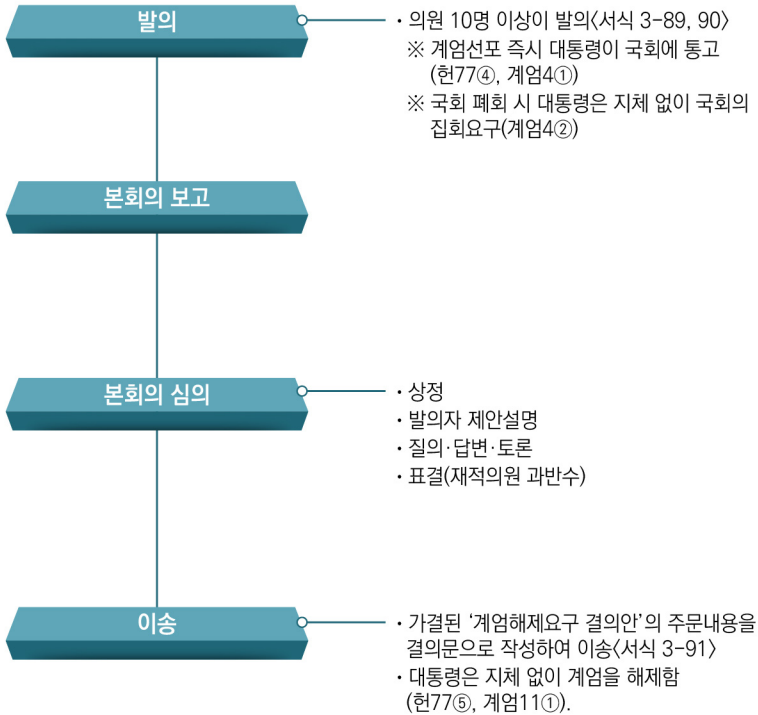 발의
· 의원 10명 이상이 발의〈서식 3-89, 90〉
※ 계엄선포 즉시 대통령이 국회에 통고
(헌77④, 계엄4①)
※ 국회 폐회 시 대통령은 지체 없이 국회의
집회요구(계엄4②)
본회의 보고
본회의 심의
· 상정
· 발의자 제안설명
· 질의·답변·토론
· 표결(재적의원 과반수)
이송
· 가결된 ‘계엄해제요구 결의안’의 주문내용을
결의문으로 작성하여 이송〈서식 3-91〉
· 대통령은 지체 없이 계엄을 해제함
(헌77⑤, 계엄11①).